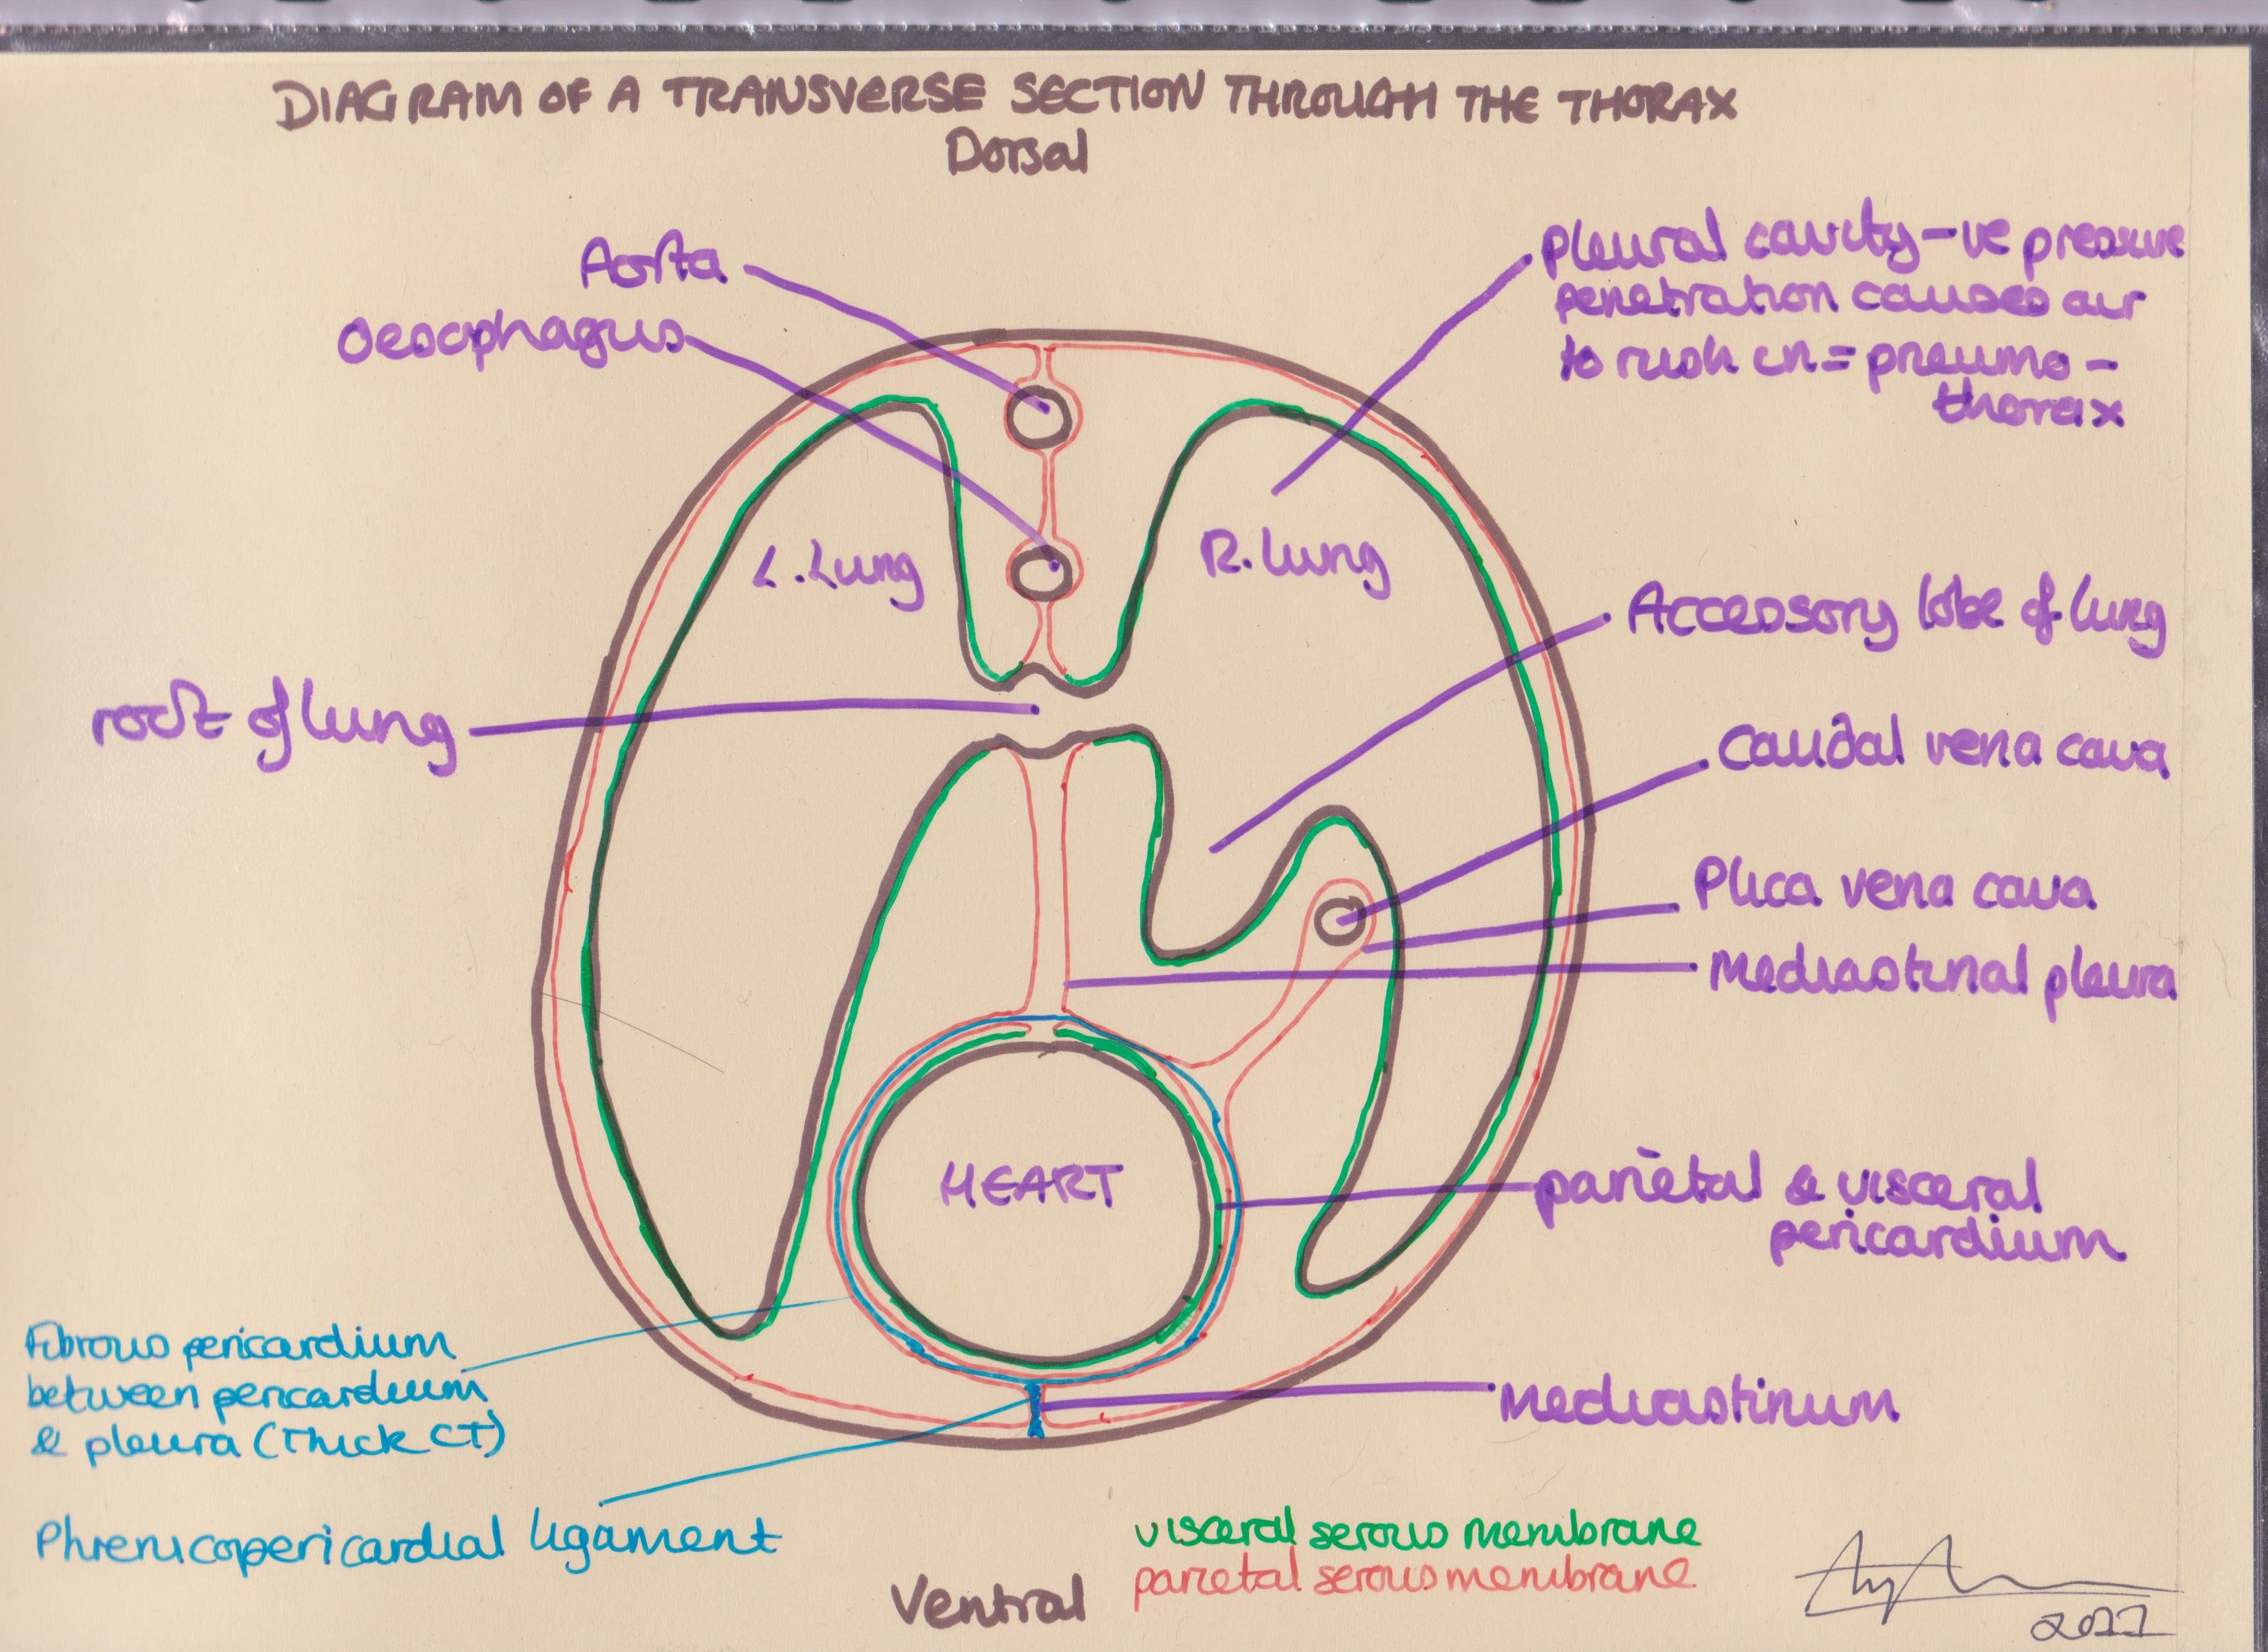 DIAGRAM OF A TRANSVERSE SECTION THROUGH THE THORAX
Dorsal
Aorta
Oesophagus
Pleural cavity -ve pressure
penetration causes air
to rush in = pneumo-
thorax
L. Lung
R. Lung
Accessory lobe of lung
root of lung
Caudal vena cava
Plica vena cava
Mediastinal pleura
HEART
parietal & visceral
pericardium
Fibrous pericardium
between pericardium
& pleura (Thick CT)
Mediastinum
Phrenicopericardial ligament
visceral serous membrane
parietal serous membrane
Ventral